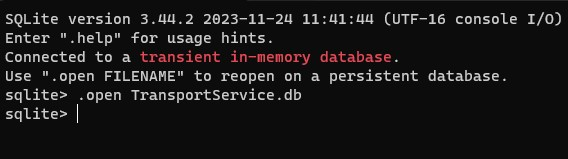 SQLite version 3.44.2 2023-11-24 11:41:44 (UTF-16 console I/O)
Enter ".help" for usage hints.
Connected to a transient in-memory database.
Use ".open FILENAME" to reopen on a persistent database.
sqlite> .open TransportService.db
sqlite>